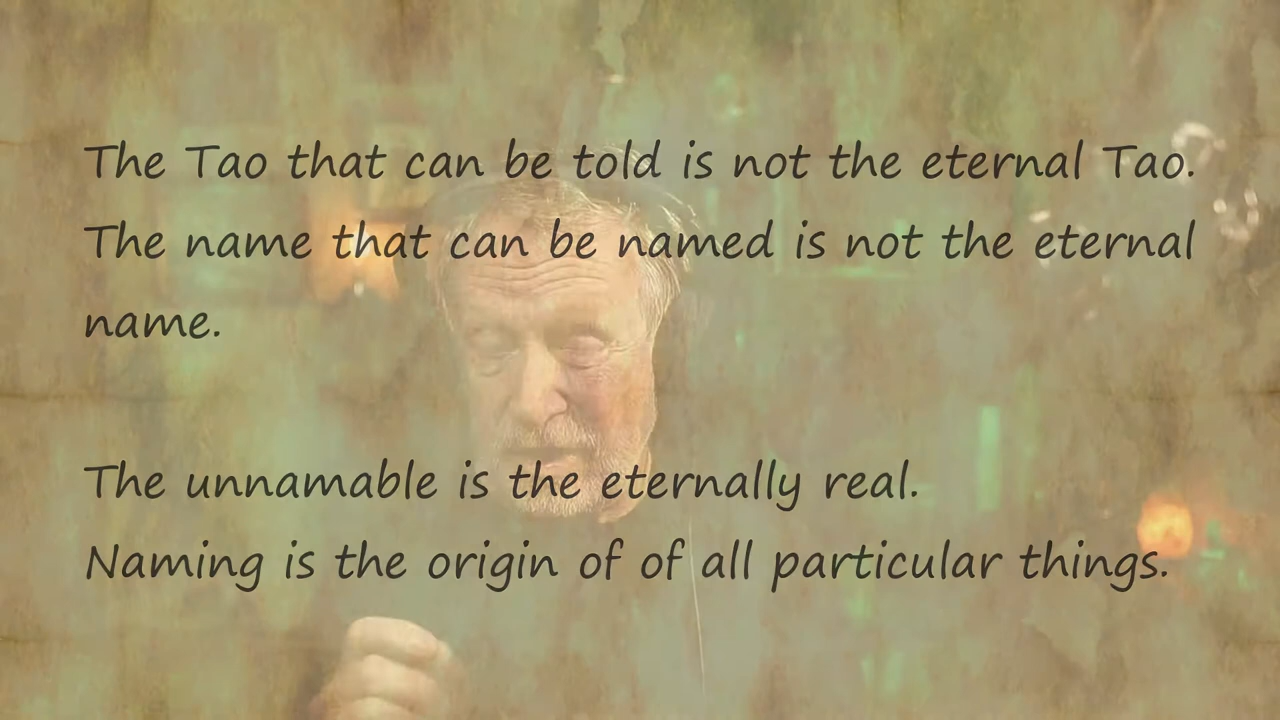 The Tao that can be told is not the eternal Tao.
The name that can be named is not the eternal
name.
The unnamable is the eternally real.
Naming is the origin of of all particular things.